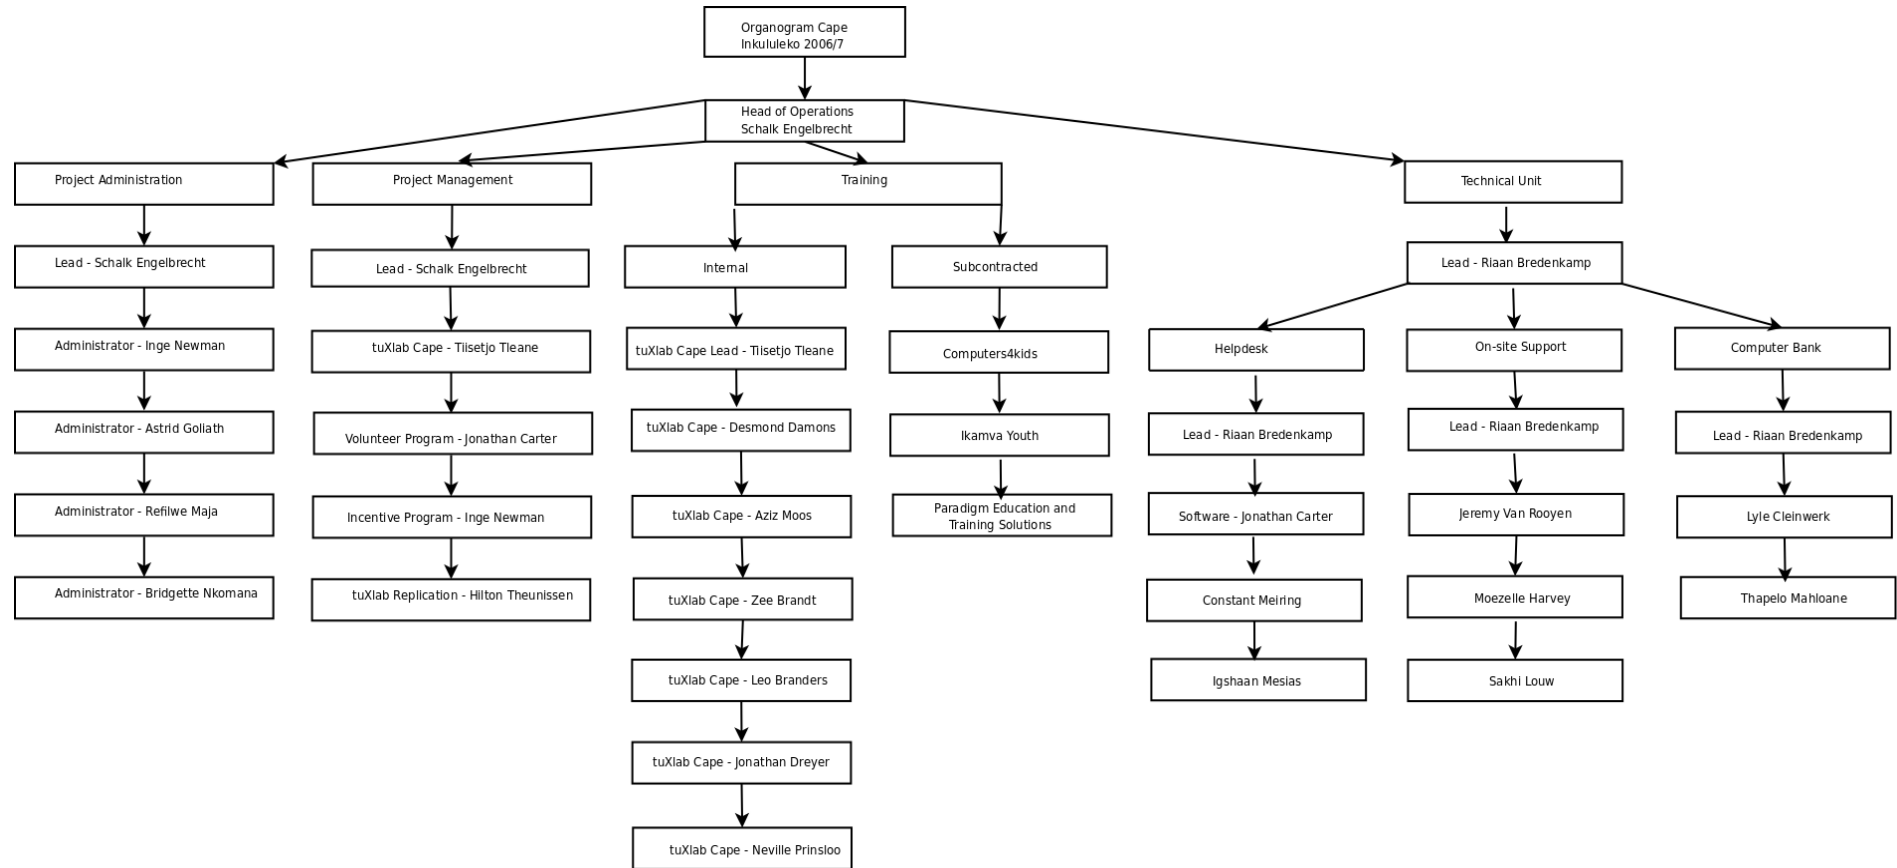 Organogram Cape
Inkululeko 2006/7
Head of Operations
Schalk Engelbrecht
Project Administration
Lead - Schalk Engelbrecht
Administrator - Inge Newman
Administrator - Astrid Goliath
Administrator - Refilwe Maja
Administrator - Bridgette Nkomana
Project Management
Lead - Schalk Engelbrecht
tuXlab Cape - Tiisetjo Tleane
Volunteer Program - Jonathan Carter
Incentive Program - Inge Newman
tuXlab Replication - Hilton Theunissen
Training
Internal
tuXlab Cape Lead - Tiisetjo Tleane
tuXlab Cape - Desmond Damons
tuXlab Cape - Aziz Moos
tuXlab Cape - Zee Brandt
tuXlab Cape - Leo Branders
tuXlab Cape - Jonathan Dreyer
tuXlab Cape - Neville Prinsloo
Subcontracted
Computers4kids
Ikamva Youth
Paradigm Education and
Training Solutions
Technical Unit
Lead - Riaan Bredenkamp
Helpdesk
Lead - Riaan Bredenkamp
Software - Jonathan Carter
Constant Meiring
Igshaan Mesias
On-site Support
Lead - Riaan Bredenkamp
Jeremy Van Rooyen
Moezelle Harvey
Sakhi Louw
Computer Bank
Lead - Riaan Bredenkamp
Lyle Cleinwerk
Thapelo Mahloane